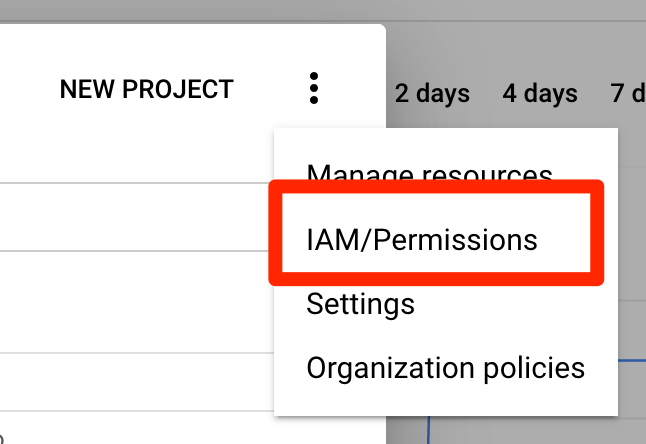 NEW PROJECT
2 days 4 days 7 d
Manage resources
IAM/Permissions
Settings
Organization policies